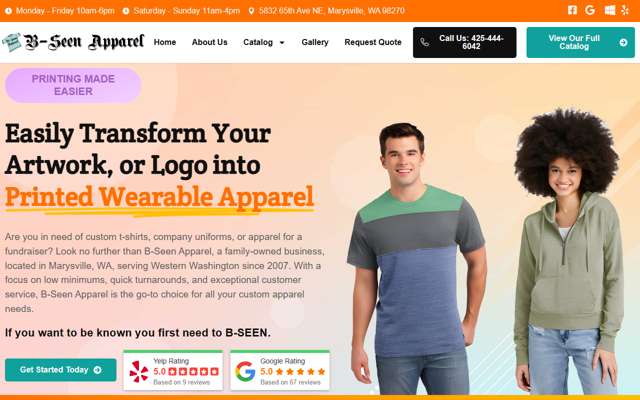 Monday - Friday 10am-6pm
Saturday - Sunday 11am-4pm
5832 65th Ave NE, Marysville, WA 98270
B-Seen Apparel
Home
About Us
Catalog
Gallery
Request Quote
Call Us: 425-444-
6042
View Our Full
Catalog
PRINTING MADE
EASIER
Easily Transform Your
Artwork, or Logo into
Printed Wearable Apparel
Are you in need of custom t-shirts, company uniforms, or apparel for a
fundraiser? Look no further than B-Seen Apparel, a family-owned business,
located in Marysville, WA, serving Western Washington since 2007. With a
focus on low minimums, quick turnarounds, and exceptional customer
service, B-Seen Apparel is the go-to choice for all your custom apparel
needs.
If you want to be known you first need to B-SEEN.
Get Started Today
Yelp Rating
5.0
Based on 9 reviews
Google Rating
5.0
Based on 67 reviews